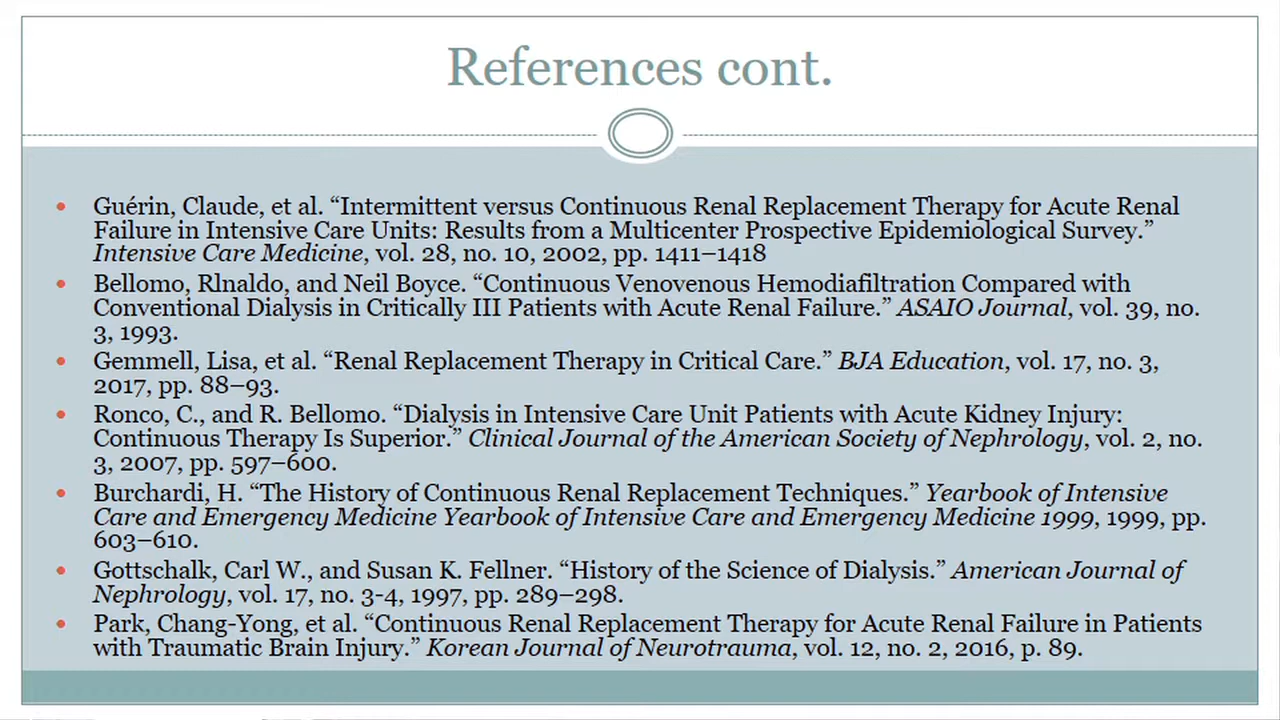 References cont.
• Guérin, Claude, et al. “Intermittent versus Continuous Renal Replacement Therapy for Acute Renal
Failure in Intensive Care Units: Results from a Multicenter Prospective Epidemiological Survey.”
Intensive Care Medicine, vol. 28, no. 10, 2002, pp. 1411–1418
• Bellomo, Rlnaldo, and Neil Boyce. “Continuous Venovenous Hemodiafiltration Compared with
Conventional Dialysis in Critically III Patients with Acute Renal Failure.” ASAIO Journal, vol. 39, no.
3, 1993.
• Gemmell, Lisa, et al. “Renal Replacement Therapy in Critical Care.” BJA Education, vol. 17, no. 3,
2017, pp. 88–93.
• Ronco, C., and R. Bellomo. “Dialysis in Intensive Care Unit Patients with Acute Kidney Injury:
Continuous Therapy Is Superior.” Clinical Journal of the American Society of Nephrology, vol. 2, no.
3, 2007, pp. 597–600.
• Burchardi, H. “The History of Continuous Renal Replacement Techniques.” Yearbook of Intensive
Care and Emergency Medicine Yearbook of Intensive Care and Emergency Medicine 1999, 1999, pp.
603–610.
• Gottschalk, Carl W., and Susan K. Fellner. “History of the Science of Dialysis.” American Journal of
Nephrology, vol. 17, no. 3-4, 1997, pp. 289–298.
• Park, Chang-Yong, et al. “Continuous Renal Replacement Therapy for Acute Renal Failure in Patients
with Traumatic Brain Injury.” Korean Journal of Neurotrauma, vol. 12, no. 2, 2016, p. 89.